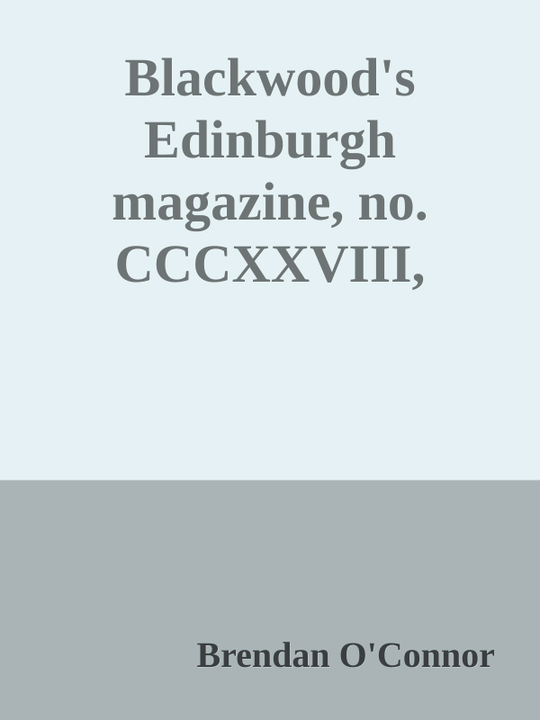 Blackwood's
Edinburgh
magazine, no.
CCCXXVIII,
Brendan O'Connor